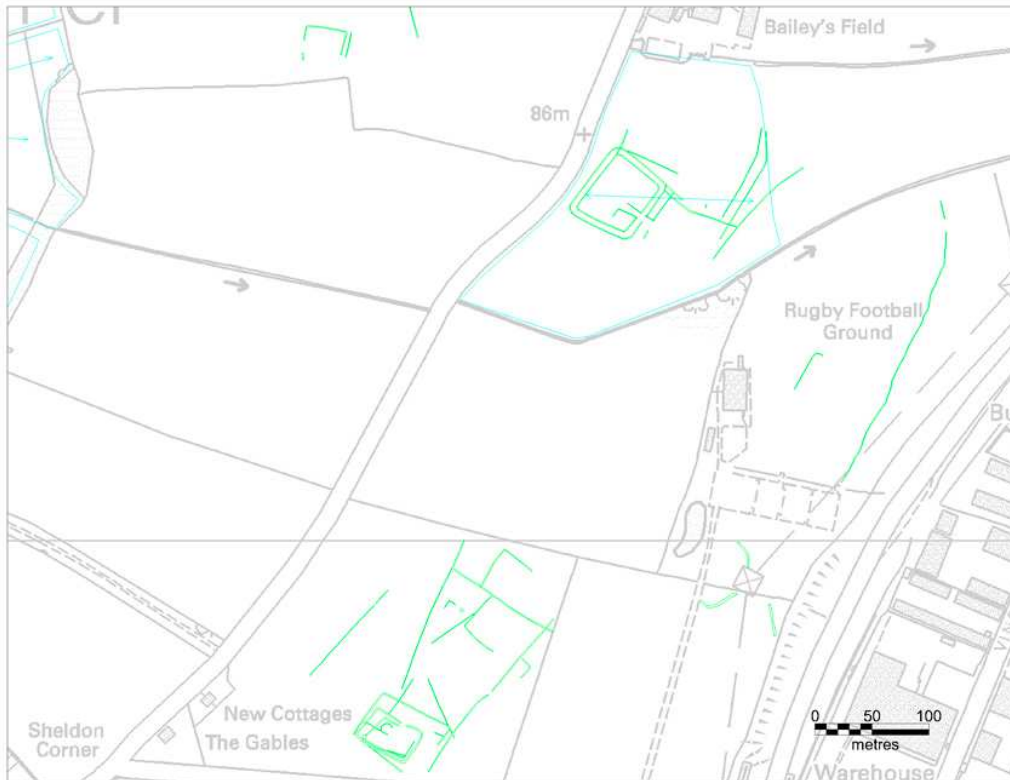 Bailey's Field
86m
Rugby Football
Ground
New Cottages
The Gables
Sheldon
Corner
0 50 100
metres
Warehouse